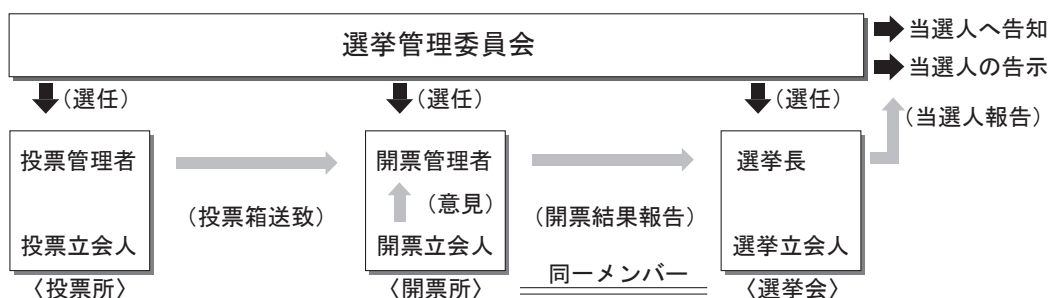 選挙管理委員会
当選人へ告知
当選人の告示
(選任)
(選任)
(選任)
(当選人報告)
投票管理者
投票立会人
〈投票所〉
(投票箱送致)
開票管理者
(意見)
開票立会人
〈開票所〉
(開票結果報告)
同一メンバー
選挙長
選挙立会人
〈選挙会〉